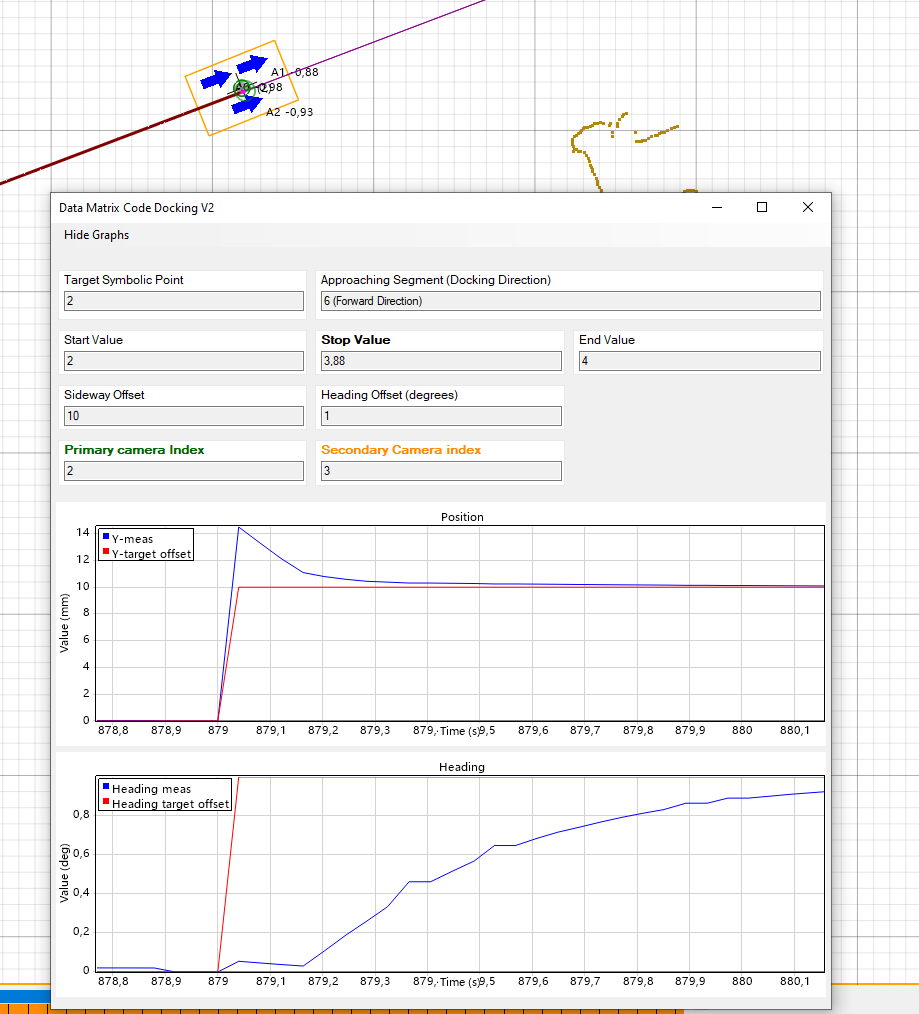 A1 -0,88
A2 -0,93
Data Matrix Code Docking V2
Hide Graphs
Target Symbolic Point
Approaching Segment (Docking Direction)
2
6 (Forward Direction)
Start Value
Stop Value
End Value
2
3,88
4
Sideway Offset
Heading Offset (degrees)
10
1
Primary camera Index
Secondary Camera index
2
3
Position
Y-meas
Y-target offset
14
12
10
8
6
4
2
0
Value (mm)
878,8 878,9 879 879,1 879,2 879,3 879, Time (s) 9,5 879,6 879,7 879,8 879,9 880 880,1
Heading
Heading meas
Heading target offset
0,8
0,6
0,4
0,2
0
Value (deg)
878,8 878,9 879 879,1 879,2 879,3 879, Time (s) 9,5 879,6 879,7 879,8 879,9 880 880,1